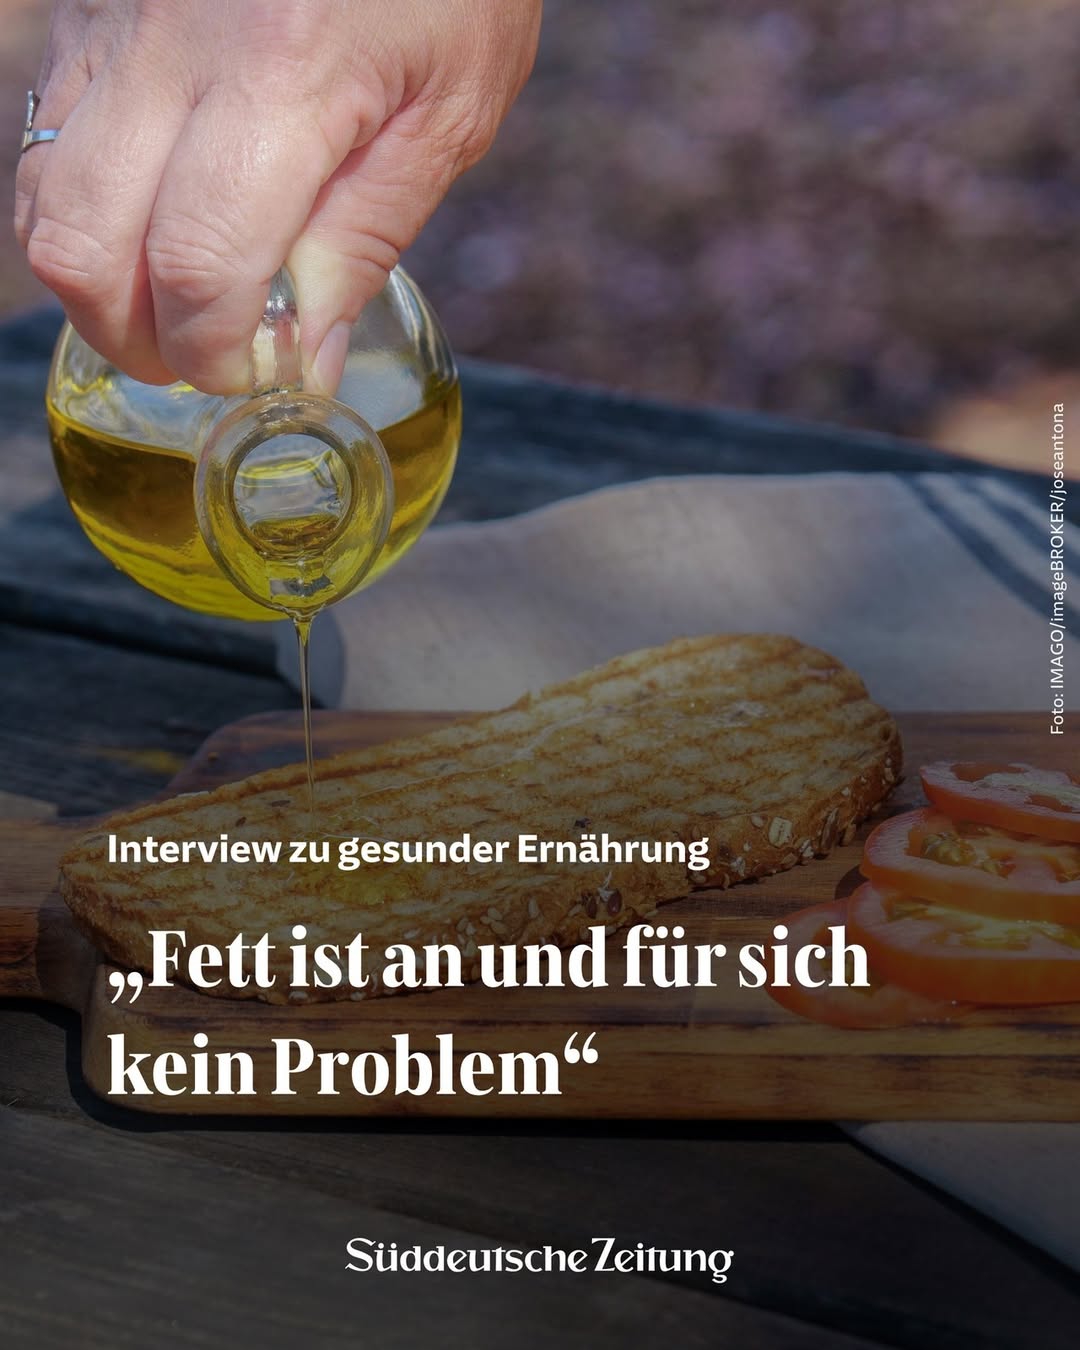 Foto: IMAGO/imageBROKER/joseantona
Interview zu gesunder Ernährung
„Fett ist an und für sich
kein Problem“
Süddeutsche Zeitung